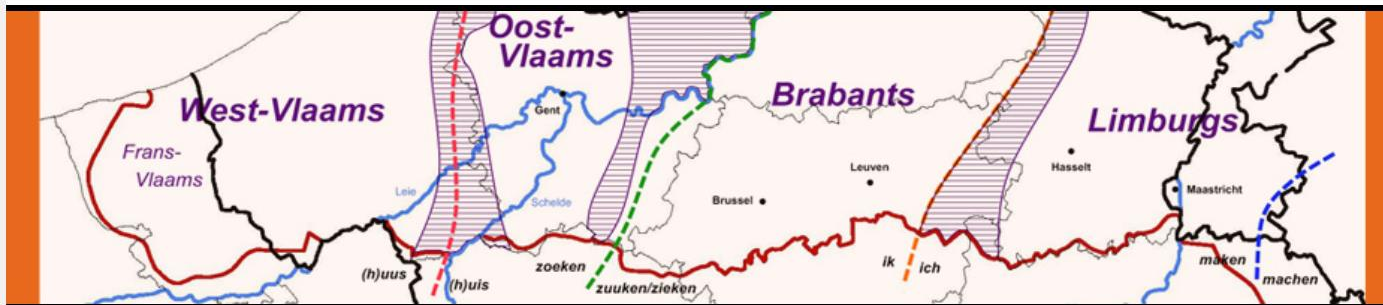 Oost-
Vlaams
West-Vlaams
Brabants
Limburgs
Gent
Frans-
Vlaams
Leuven
Hasselt
Leie
Schelde
Brussel
Maastricht
(h)uus
(h)uis
zoeken
zuuken/zieken
ik
ich
maken
machen